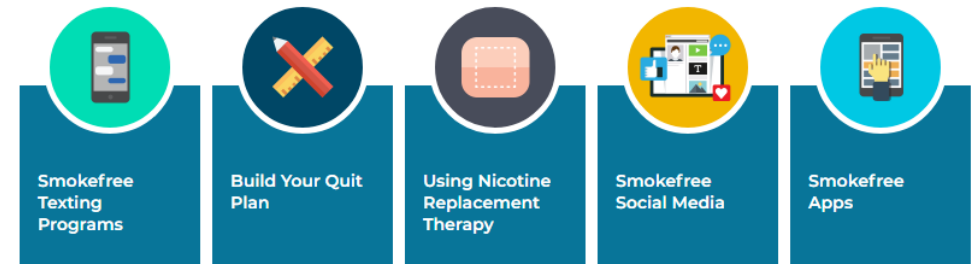 Smokefree
Texting
Programs
Build Your Quit
Plan
Using Nicotine
Replacement
Therapy
Smokefree
Social Media
Smokefree
Apps